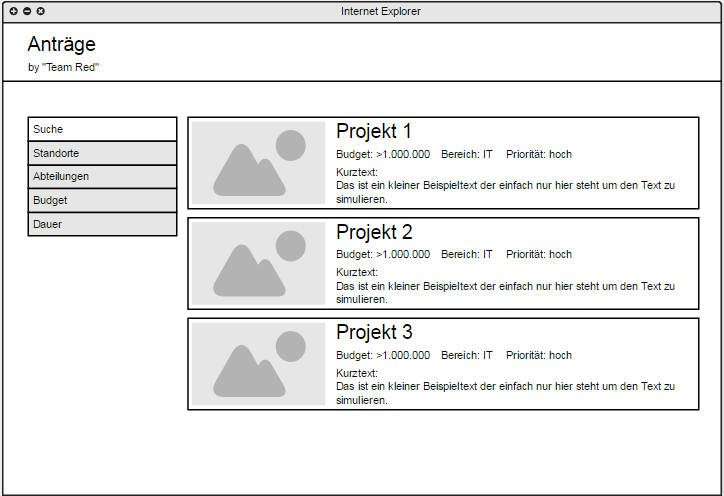 Internet Explorer
Anträge
by "Team Red"
Suche
Standorte
Abteilungen
Budget
Dauer
Projekt 1
Budget: >1.000.000 Bereich: IT Priorität: hoch
Kurztext:
Das ist ein kleiner Beispieltext der einfach nur hier steht um den Text zu
simulieren.
Projekt 2
Budget: >1.000.000 Bereich: IT Priorität: hoch
Kurztext:
Das ist ein kleiner Beispieltext der einfach nur hier steht um den Text zu
simulieren.
Projekt 3
Budget: >1.000.000 Bereich: IT Priorität: hoch
Kurztext:
Das ist ein kleiner Beispieltext der einfach nur hier steht um den Text zu
simulieren.